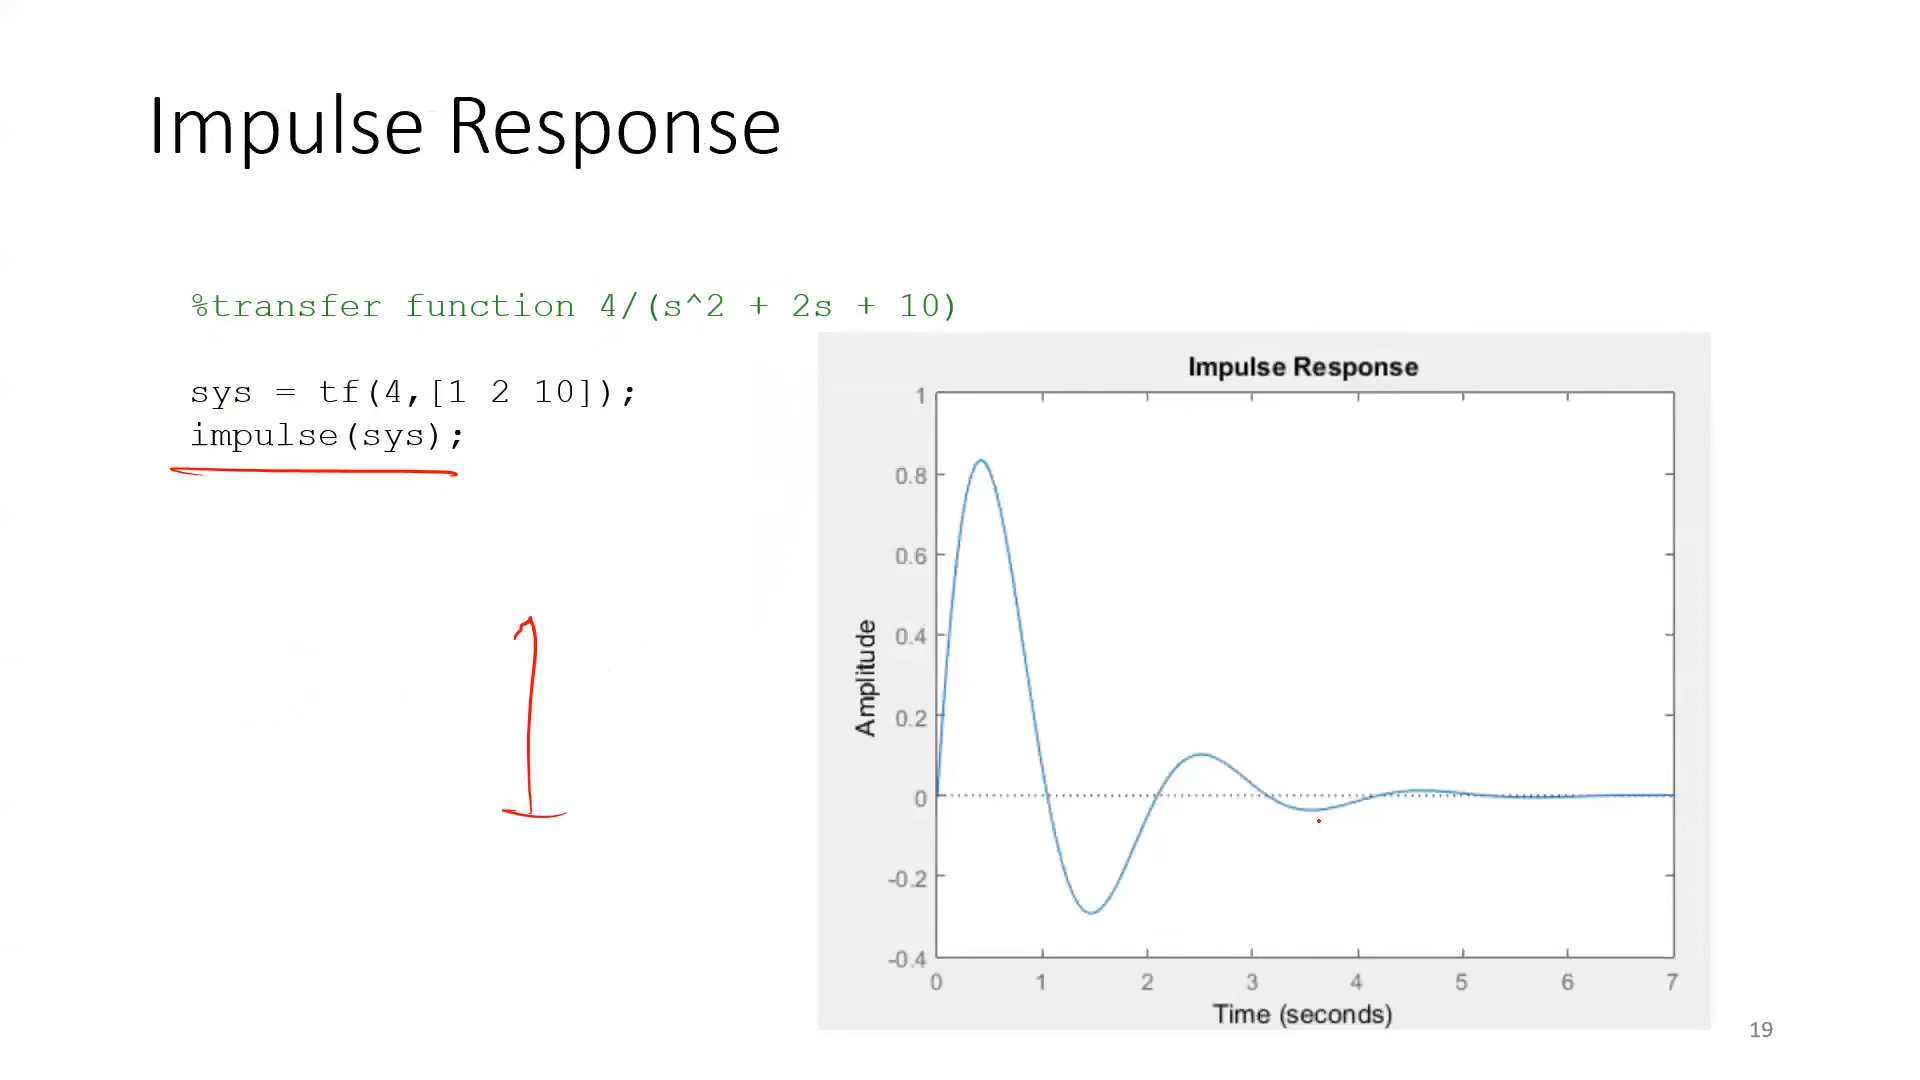 Impulse Response
%transfer function 4/(s^2 + 2s + 10)
sys = tf(4,[1 2 10]);
impulse(sys);
Impulse Response
1
0.8
0.6
0.4
0.2
0
-0.2
-0.4
Amplitude
0 1 2 3 4 5 6 7
Time (seconds)
19